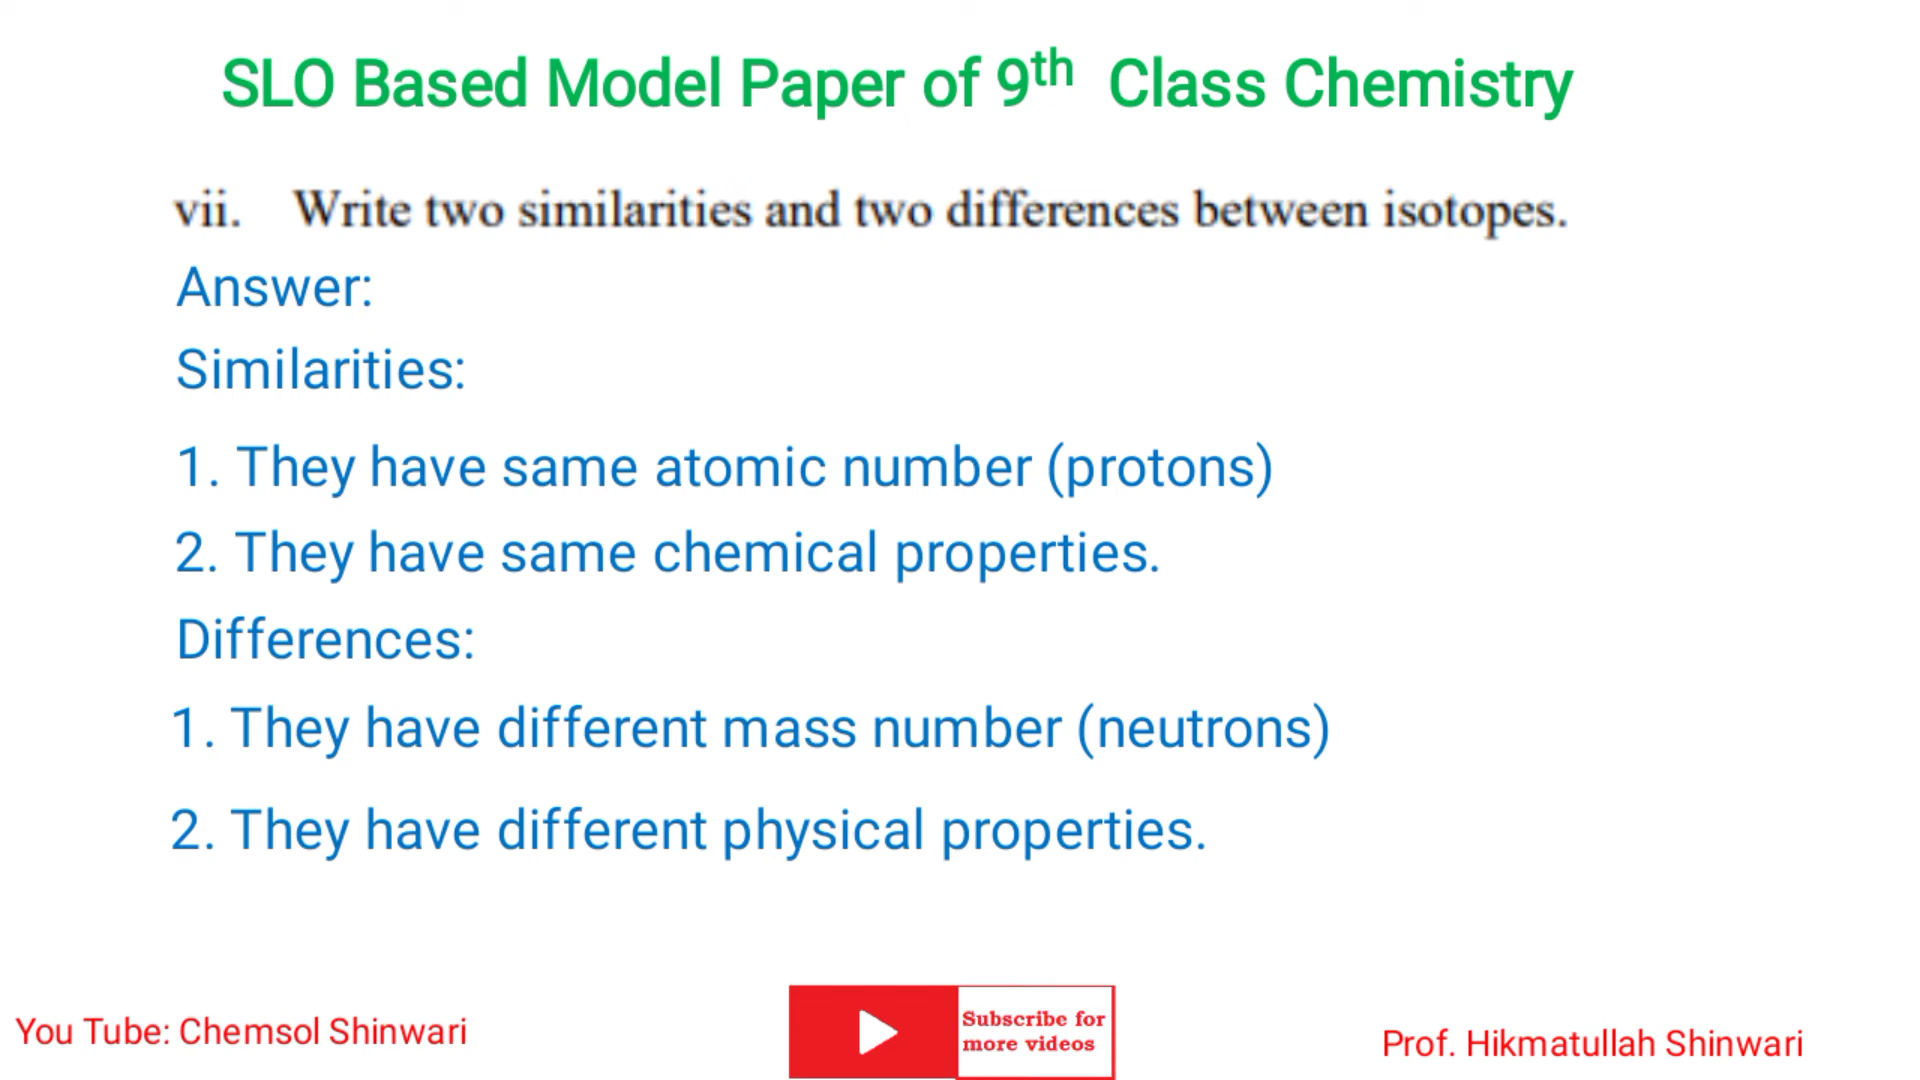 SLO Based Model Paper of 9th Class Chemistry
vii. Write two similarities and two differences between isotopes.
Answer:
Similarities:
1. They have same atomic number (protons)
2. They have same chemical properties.
Differences:
1. They have different mass number (neutrons)
2. They have different physical properties.
You Tube: Chemsol Shinwari
Subscribe for
more videos
Prof. Hikmatullah Shinwari